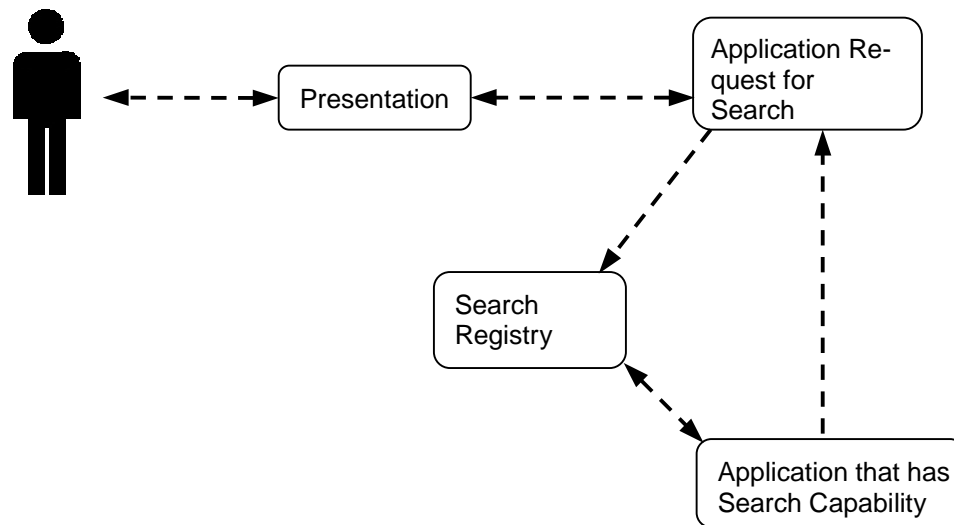 Presentation
Application Re-
quest for
Search
Search
Registry
Application that has
Search Capability